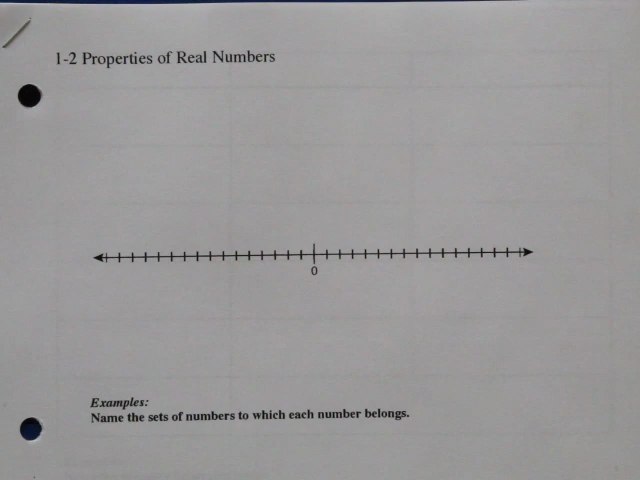 1-2 Properties of Real Numbers
0
Examples:
Name the sets of numbers to which each number belongs.